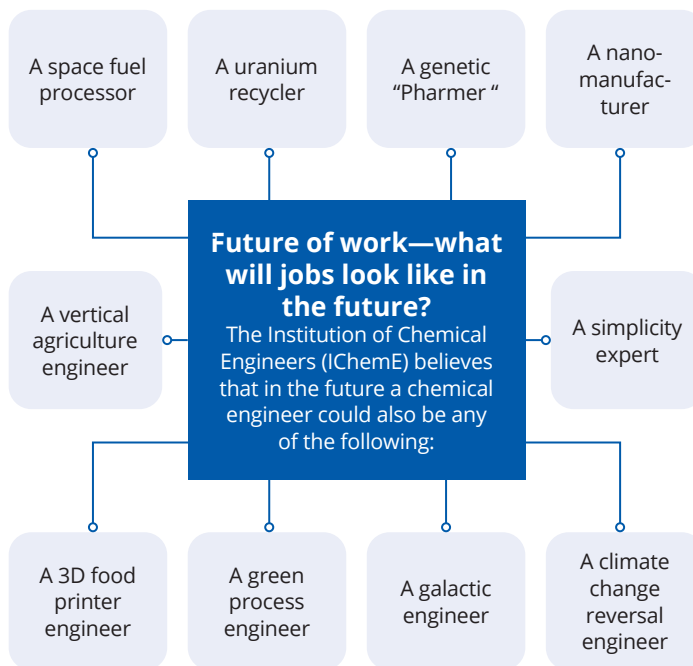 A space fuel
processor
A uranium
recycler
A genetic
“Pharmer “
A nano-
manufac-
turer
Future of work—what
will jobs look like in
the future?
The Institution of Chemical
Engineers (IChemE) believes
that in the future a chemical
engineer could also be any
of the following:
A vertical
agriculture
engineer
A simplicity
expert
A 3D food
printer
engineer
A green
process
engineer
A galactic
engineer
A climate
change
reversal
engineer